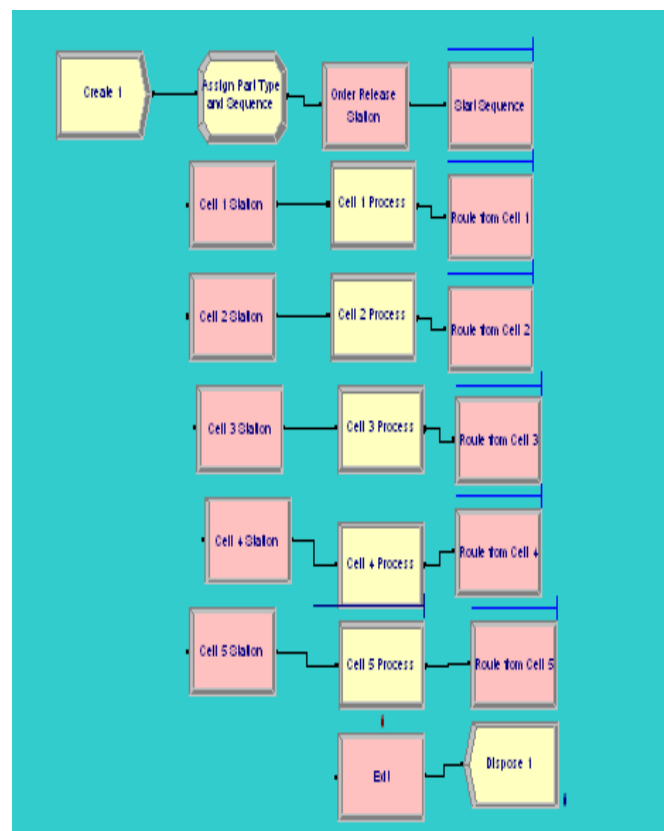 Create 1
Assign Part Type
and Sequence
Order Release
Station
Start Sequence
Cell 1 Station
Cell 1 Process
Route from Cell 1
Cell 2 Station
Cell 2 Process
Route from Cell 2
Cell 3 Station
Cell 3 Process
Route from Cell 3
Cell 4 Station
Cell 4 Process
Route from Cell 4
Cell 5 Station
Cell 5 Process
Route from Cell 5
Exit
Dispose 1